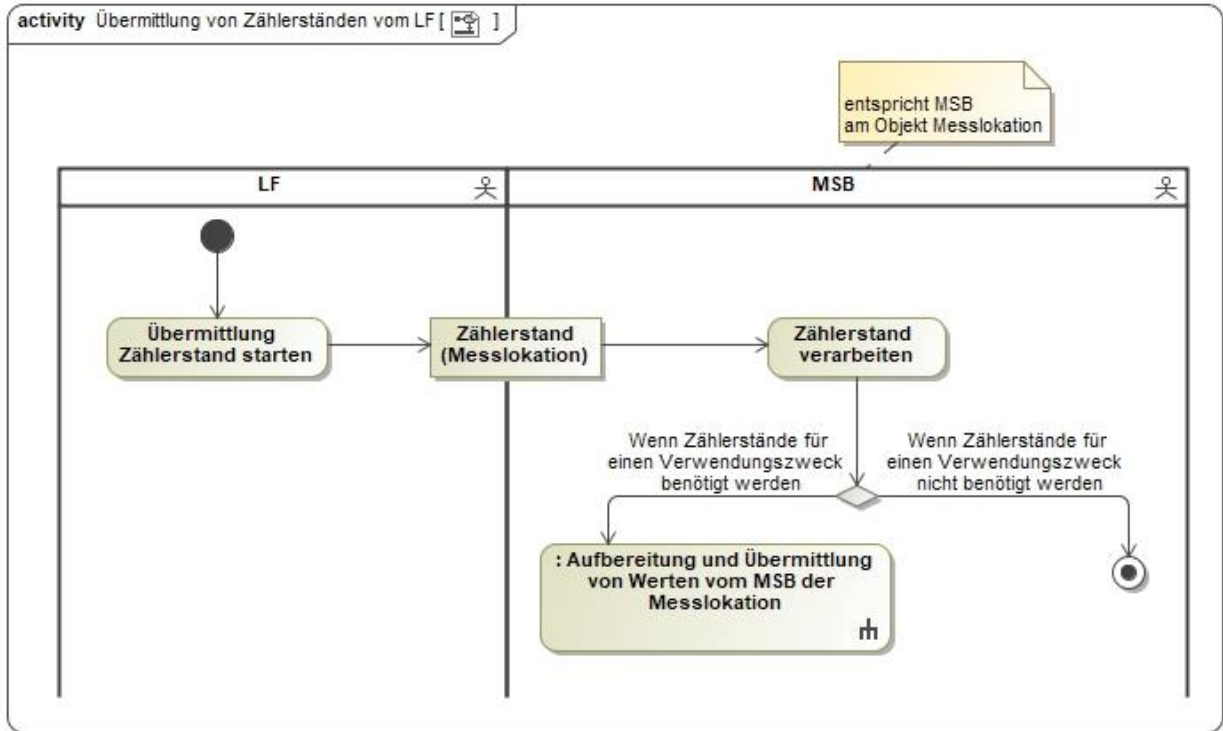 activity Übermittlung von Zählerständen vom LF [ ]
entspricht MSB
am Objekt Messlokation
LF
MSB
Übermittlung
Zählerstand starten
Zählerstand
(Messlokation)
Zählerstand
verarbeiten
Wenn Zählerstände für
einen Verwendungszweck
benötigt werden
Wenn Zählerstände für
einen Verwendungszweck
nicht benötigt werden
: Aufbereitung und Übermittlung
von Werten vom MSB der
Messlokation